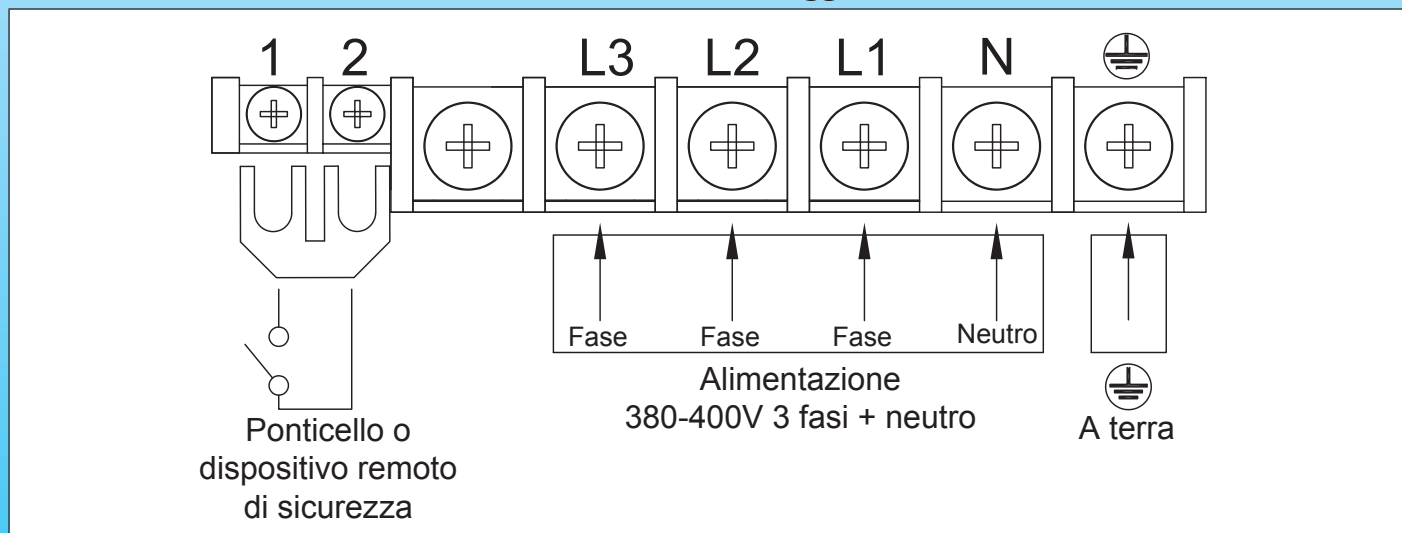 1 2 L3 L2 L1 N
Fase Fase Fase Neutro
Alimentazione
380-400V 3 fasi + neutro
A terra
Ponticello o
dispositivo remoto
di sicurezza